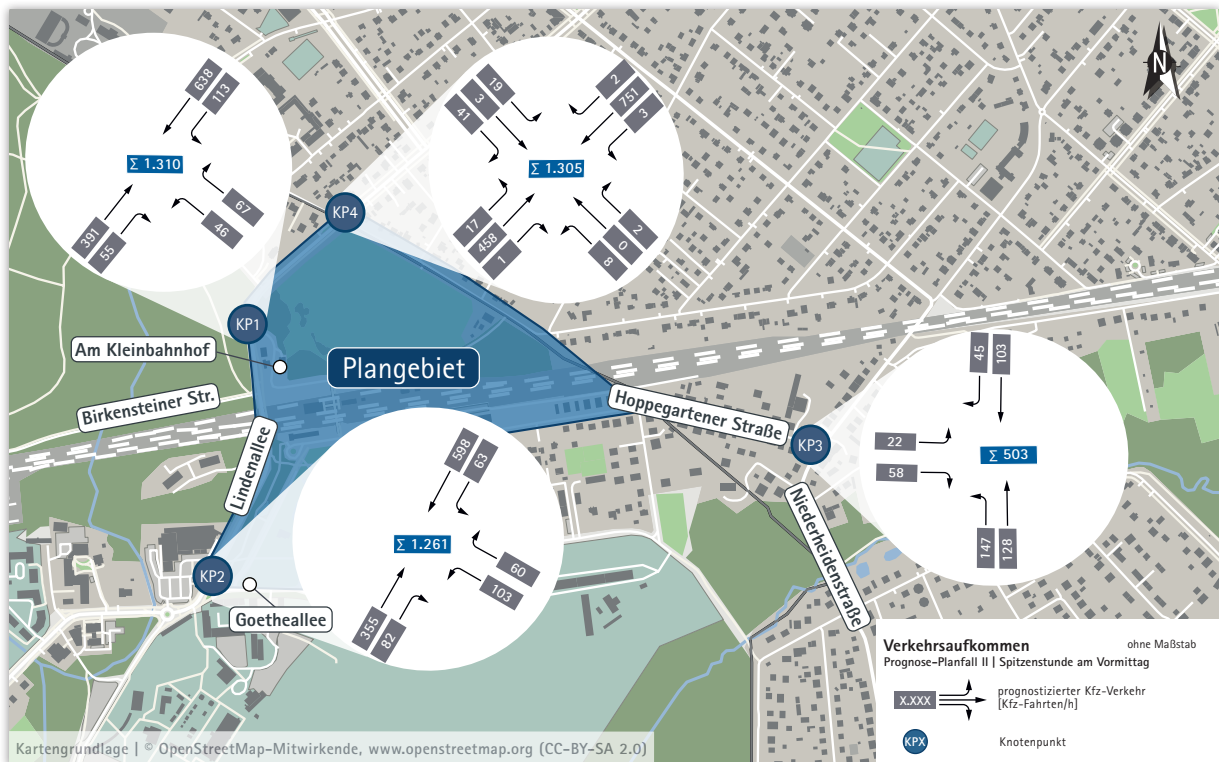 638
113
Σ 1.310
67
46
391
55
19
3
41
2
751
3
Σ 1.305
17
458
1
2
0
8
N
KP4
KP1
Am Kleinbahnhof
Plangebiet
Birkensteiner Str.
Lindenallee
Hoppegartener Straße
KP3
Niederheidenstraße
45
103
22
Σ 503
58
147
128
598
63
Σ 1.261
60
103
355
82
KP2
Goetheallee
Verkehrsaufkommen
ohne Maßstab
Prognose-Planfall II | Spitzenstunde am Vormittag
X.XXX
prognostizierter Kfz-Verkehr
[Kfz-Fahrten/h]
KPX
Knotenpunkt
Kartengrundlage | © OpenStreetMap-Mitwirkende, www.openstreetmap.org (CC-BY-SA 2.0)